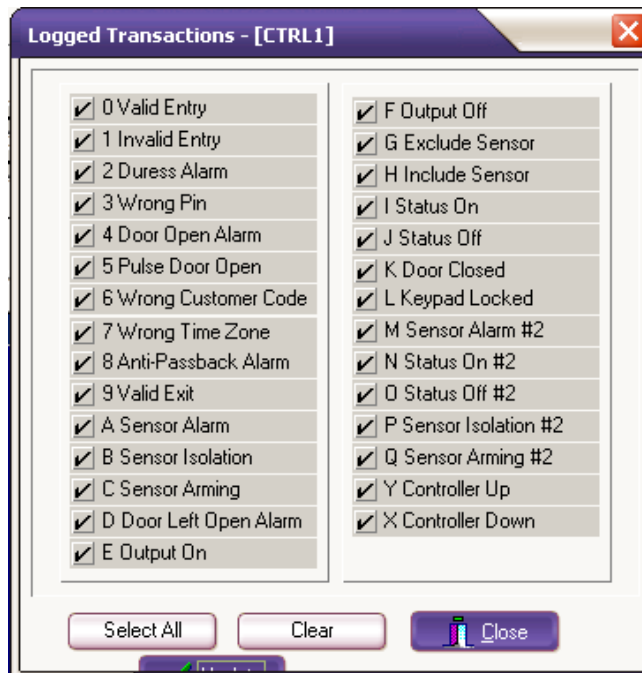 Logged Transactions - [CTRL1]
0 Valid Entry
1 Invalid Entry
2 Duress Alarm
3 Wrong Pin
4 Door Open Alarm
5 Pulse Door Open
6 Wrong Customer Code
7 Wrong Time Zone
8 Anti-Passback Alarm
9 Valid Exit
A Sensor Alarm
B Sensor Isolation
C Sensor Arming
D Door Left Open Alarm
E Output On
F Output Off
G Exclude Sensor
H Include Sensor
I Status On
J Status Off
K Door Closed
L Keypad Locked
M Sensor Alarm #2
N Status On #2
O Status Off #2
P Sensor Isolation #2
Q Sensor Arming #2
Y Controller Up
X Controller Down
Select All
Clear
Close